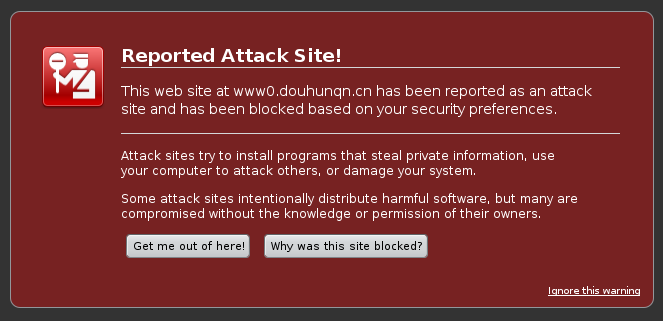 Reported Attack Site!
This web site at www0.douhunqn.cn has been reported as an attack
site and has been blocked based on your security preferences.
Attack sites try to install programs that steal private information, use
your computer to attack others, or damage your system.
Some attack sites intentionally distribute harmful software, but many are
compromised without the knowledge or permission of their owners.
Get me out of here!
Why was this site blocked?
Ignore this warning